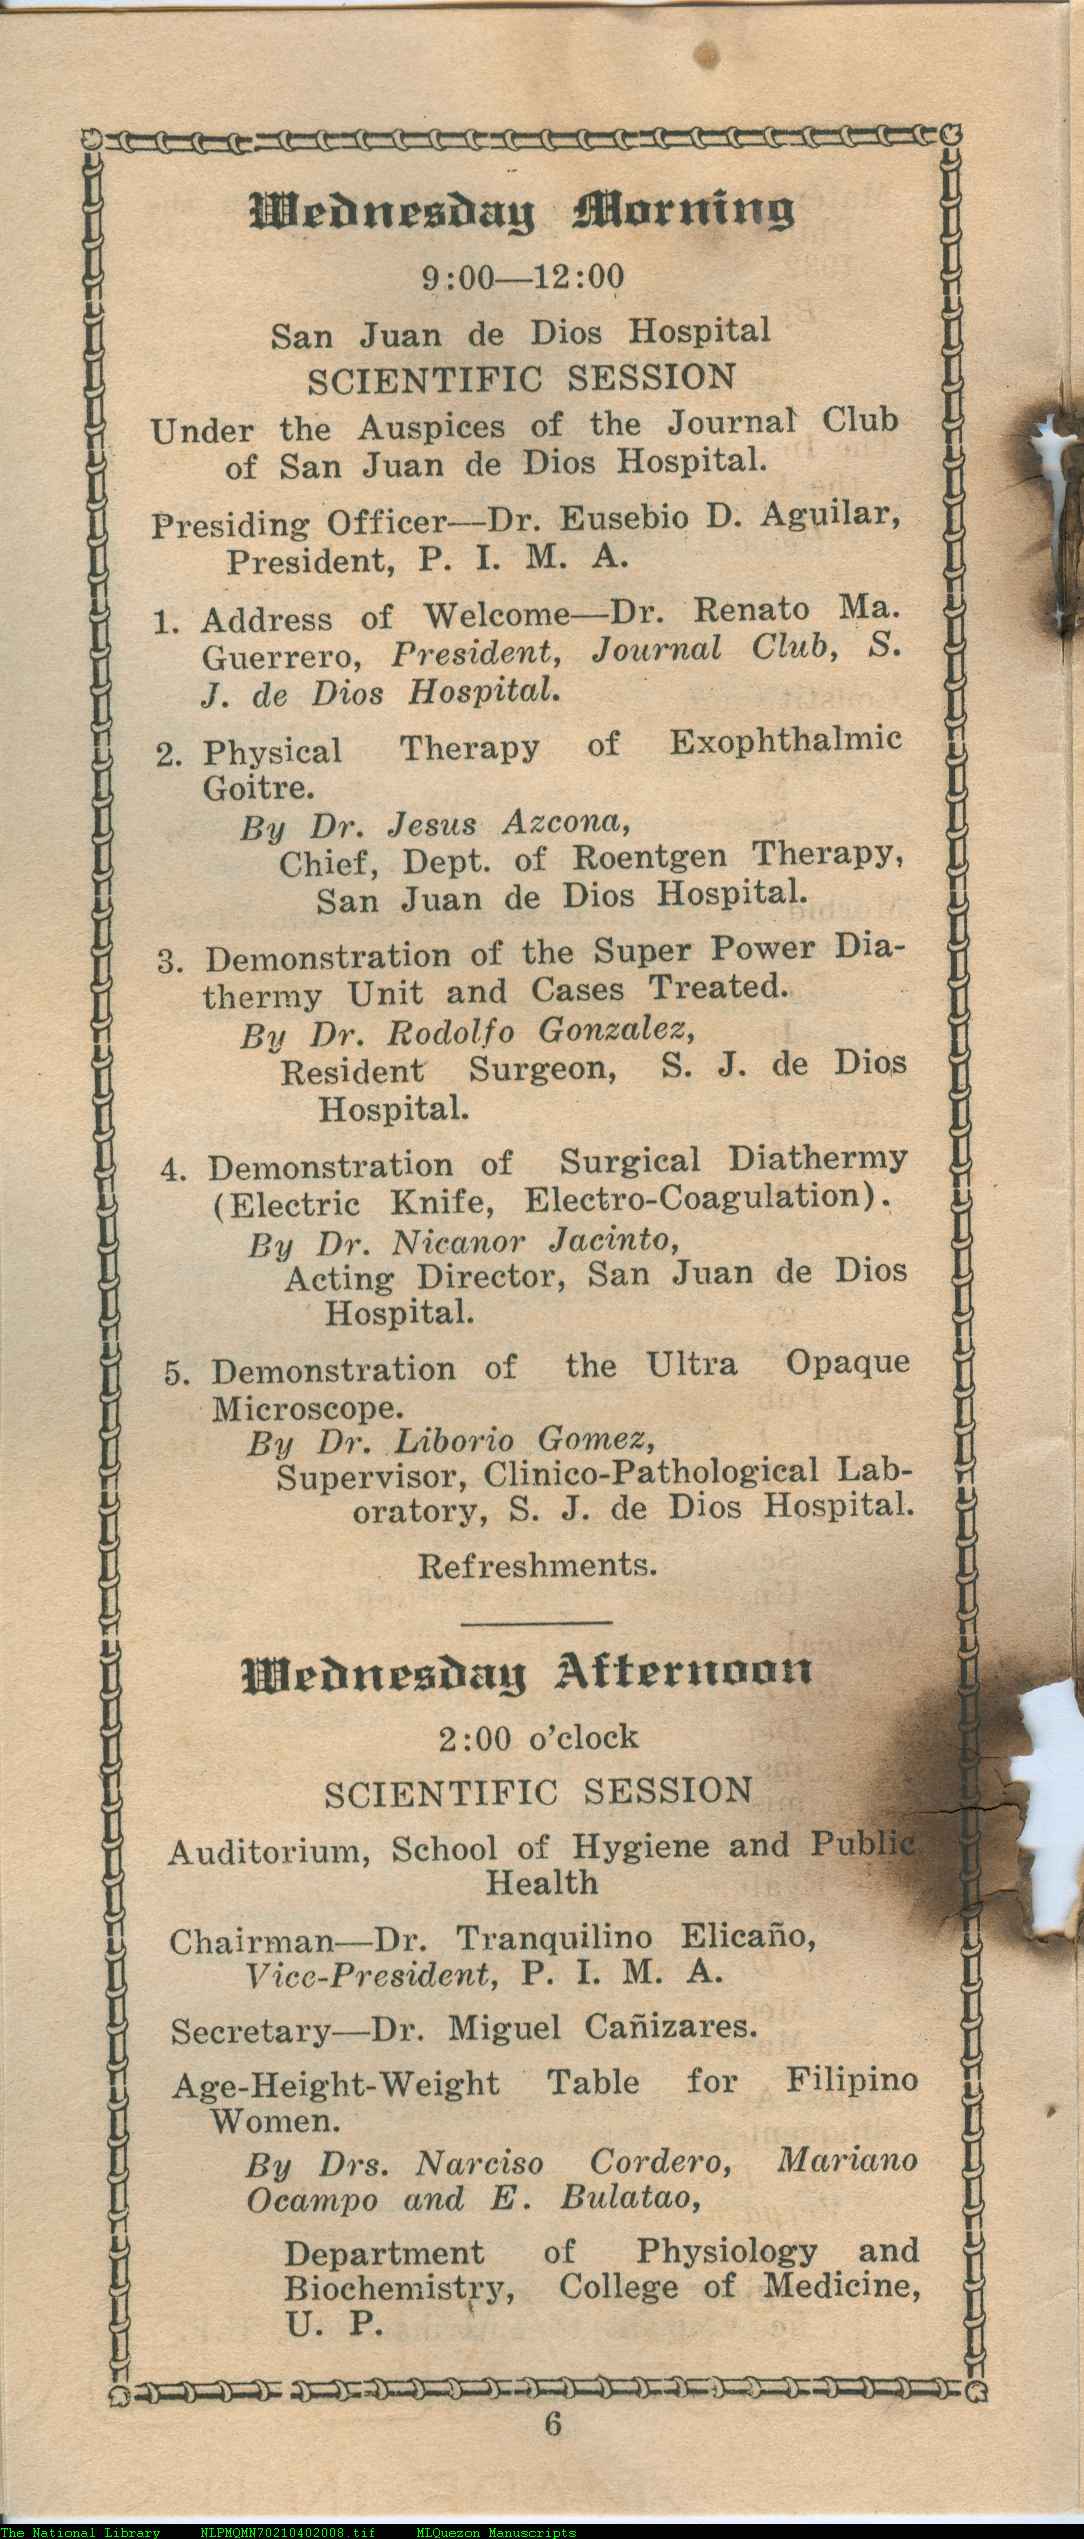 Wednesday Morning
9:00—12:00
San Juan de Dios Hospital
SCIENTIFIC SESSION
Under the Auspices of the Journal Club
of San Juan de Dios Hospital.
Presiding Officer—Dr. Eusebio D. Aguilar,
President, P. I. M. A.
1. Address of Welcome—Dr. Renato Ma.
Guerrero, President, Journal Club, S.
J. de Dios Hospital.
2. Physical Therapy of Exophthalmic
Goitre.
By Dr. Jesus Azcona,
Chief, Dept. of Roentgen Therapy,
San Juan de Dios Hospital.
3. Demonstration of the Super Power Dia-
thermy Unit and Cases Treated.
By Dr. Rodolfo Gonzalez,
Resident Surgeon, S. J. de Dios
Hospital.
4. Demonstration of Surgical Diathermy
(Electric Knife, Electro-Coagulation).
By Dr. Nicanor Jacinto,
Acting Director, San Juan de Dios
Hospital.
5. Demonstration of the Ultra Opaque
Microscope.
By Dr. Liborio Gomez,
Supervisor, Clinico-Pathological Lab-
oratory, S. J. de Dios Hospital.
Refreshments.
Wednesday Afternoon
2:00 o'clock
SCIENTIFIC SESSION
Auditorium, School of Hygiene and Public
Health
Chairman—Dr. Tranquilino Elicaño,
Vice-President, P. I. M. A.
Secretary—Dr. Miguel Cañizares.
Age-Height-Weight Table for Filipino
Women.
By Drs. Narciso Cordero, Mariano
Ocampo and E. Bulatao,
Department of Physiology and
Biochemistry, College of Medicine,
U. P.
6
The National Library NLPMQMN70210402008.tif MLQuezon Manuscripts